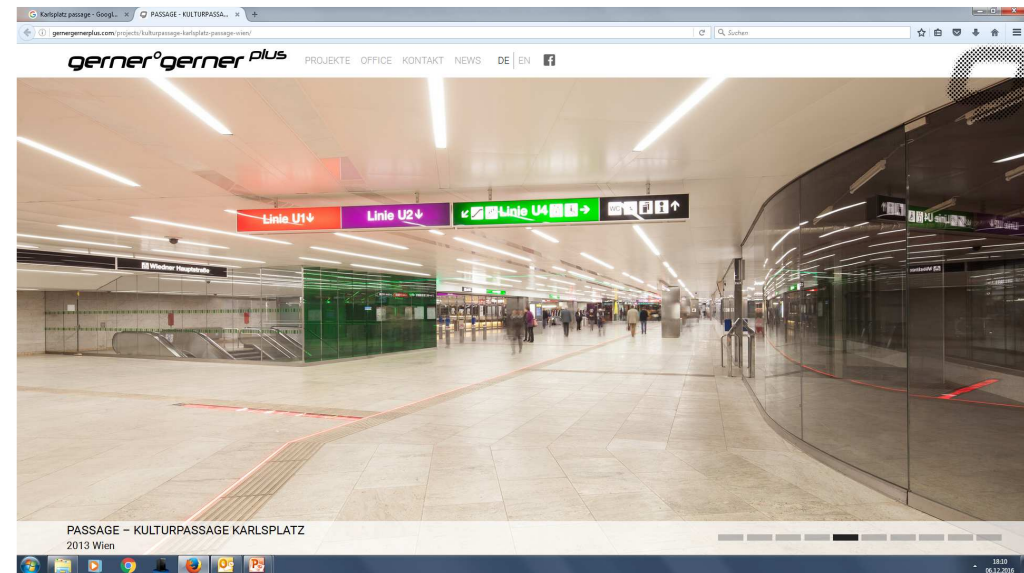 Karlsplatz passage - Googl...
PASSAGE - KULTURPASSA...
gernergernerplus.com/projects/kulturpassage-karlsplatz-passage-wien/
Suchen
gerner°gerner plus
PROJEKTE OFFICE KONTAKT NEWS DE EN
Linie U1↓
Linie U2↓
Linie U4
WC
Wiedner Hauptstraße
PASSAGE – KULTURPASSAGE KARLSPLATZ
2013 Wien
18:10
06.12.2016